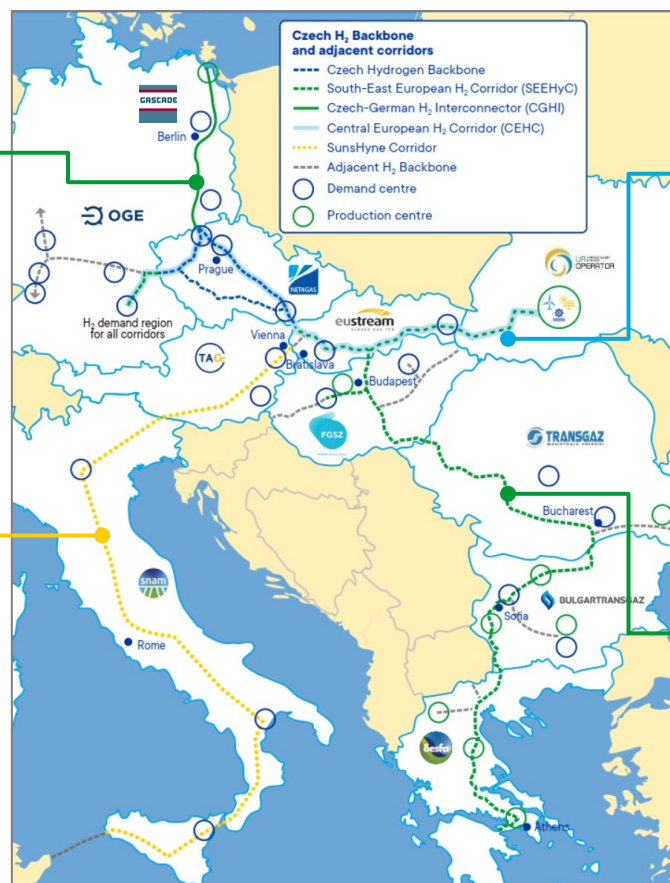 Czech H₂ Backbone
and adjacent corridors
Czech Hydrogen Backbone
South-East European H₂ Corridor (SEEHyC)
Czech-German H₂ Interconnector (CGHI)
Central European H₂ Corridor (CEHC)
SunsHyne Corridor
Adjacent H₂ Backbone
Demand centre
Production centre
GASCADE
Berlin
OGE
Prague
NET4GAS
OPERATOR
H₂ demand region
for all corridors
eustream
Vienna
TAG
Bratislava
Budapest
FGSZ
TRANSGAZ
Bucharest
snam
BULGARTRANSGAZ
Sofia
Rome
desfa
Athens